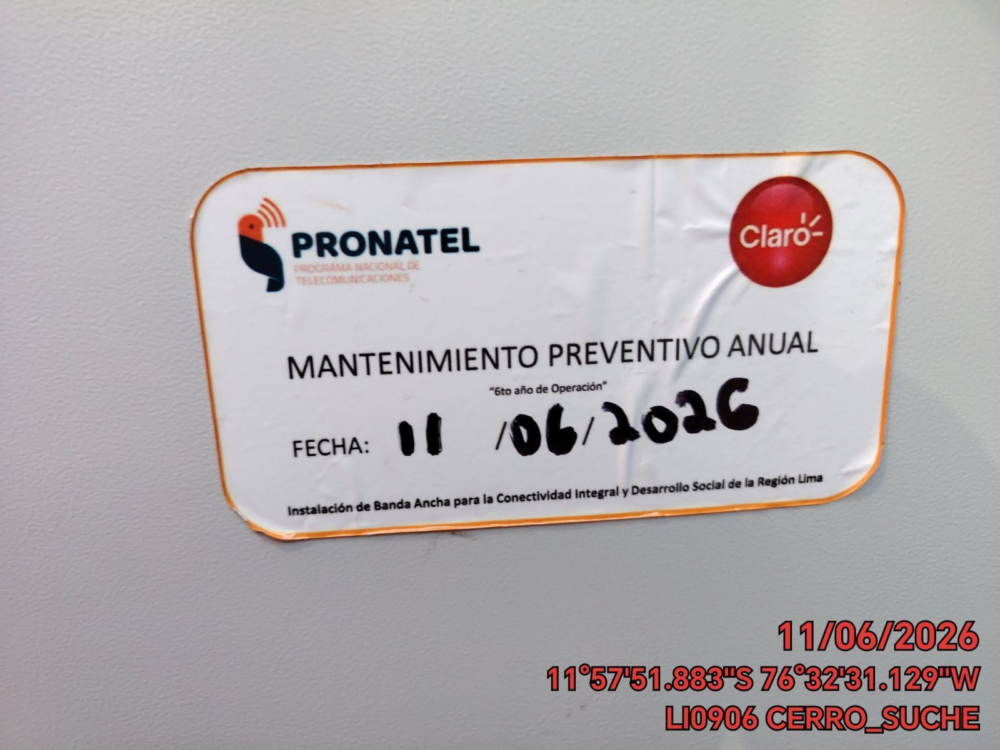 PRONATEL
PROGRAMA NACIONAL DE
TELECOMUNICACIONES
Claro
MANTENIMIENTO PREVENTIVO ANUAL
"6to año de Operación"
FECHA: 11 /06/2026
Instalación de Banda Ancha para la Conectividad Integral y Desarrollo Social de la Región Lima
11/06/2026
11°57'51.883"S 76°32'31.129"W
LI0906 CERRO_SUCHE